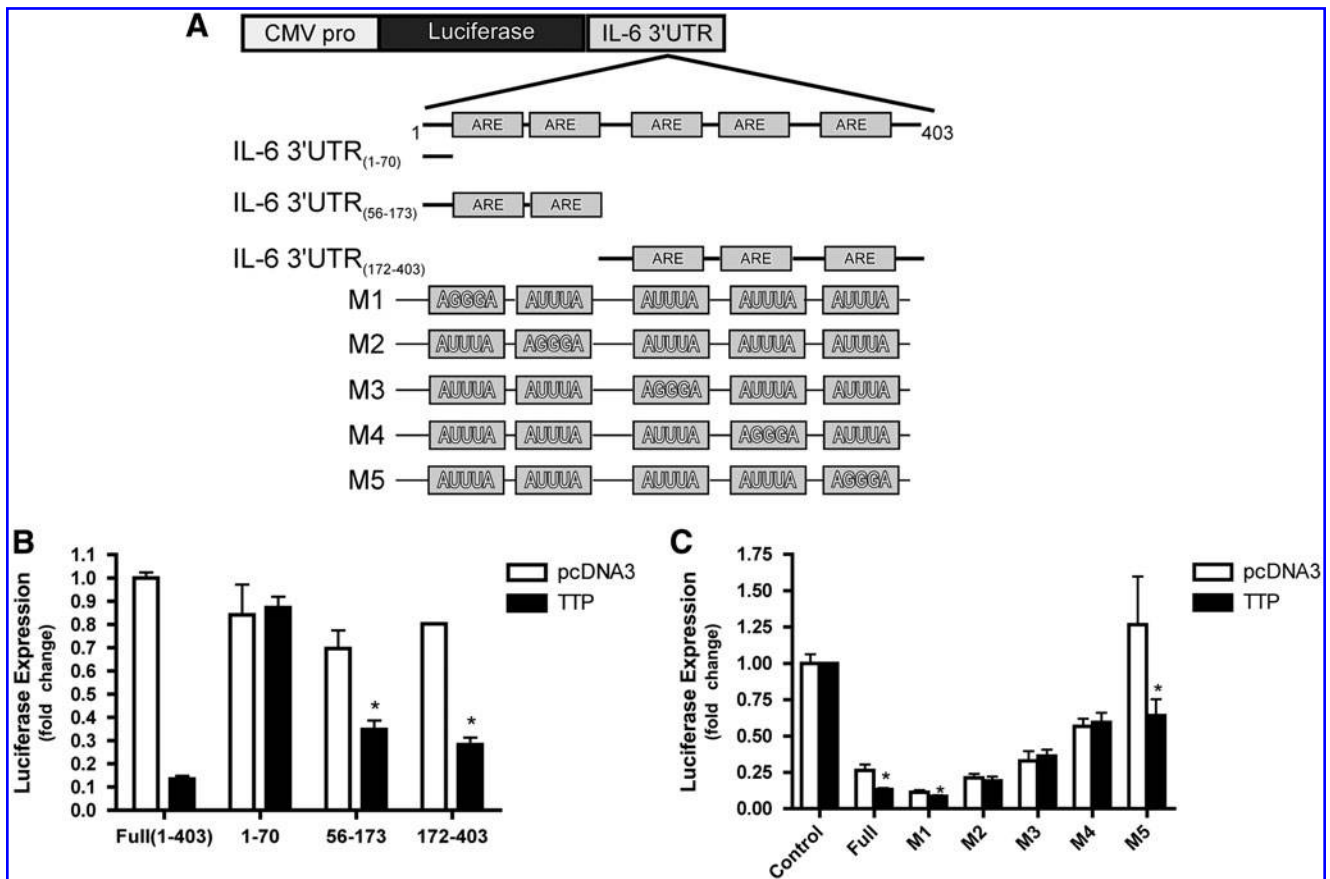 A
CMV pro Luciferase IL-6 3'UTR
ARE ARE ARE ARE ARE
1 403
IL-6 3'UTR(1-70)
IL-6 3'UTR(56-173) ARE ARE
IL-6 3'UTR(172-403) ARE ARE ARE
M1 AGGGA AUUUA AUUUA AUUUA AUUUA
M2 AUUUA AGGGA AUUUA AUUUA AUUUA
M3 AUUUA AUUUA AGGGA AUUUA AUUUA
M4 AUUUA AUUUA AUUUA AGGGA AUUUA
M5 AUUUA AUUUA AUUUA AUUUA AGGGA
B
Luciferase Expression
(fold change)
1.1
1.0
0.9
0.8
0.7
0.6
0.5
0.4
0.3
0.2
0.1
0.0
* *
Full(1-403) 1-70 56-173 172-403
pcDNA3
TTP
C
Luciferase Expression
(fold change)
1.75
1.50
1.25
1.00
0.75
0.50
0.25
0.00
* * *
Control Full M1 M2 M3 M4 M5
pcDNA3
TTP